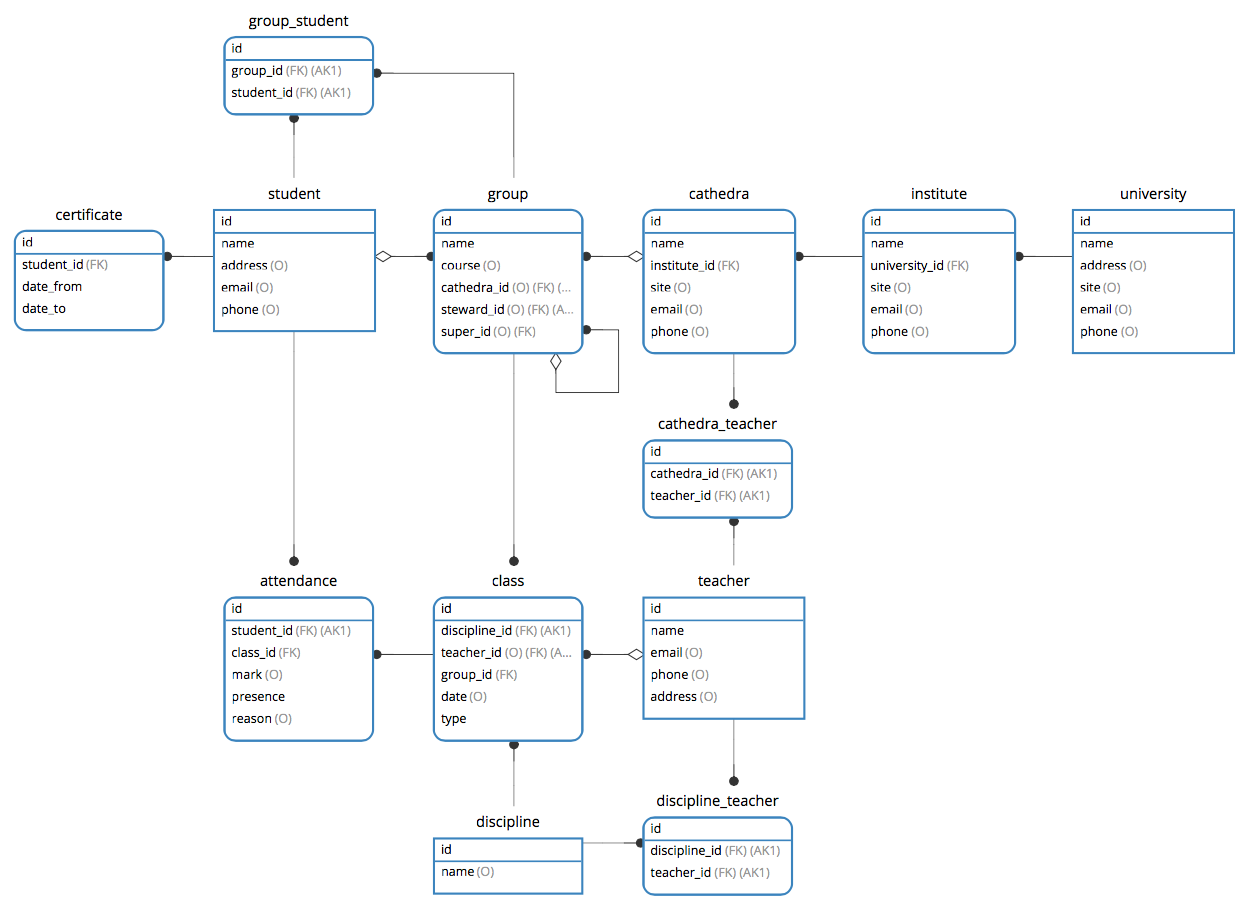 group_student
id
group_id (FK) (AK1)
student_id (FK) (AK1)
certificate
id
student_id (FK)
date_from
date_to
student
id
name
address (O)
email (O)
phone (O)
group
id
name
course (O)
cathedra_id (O) (FK) (...
steward_id (O) (FK) (A...
super_id (O) (FK)
cathedra
id
name
institute_id (FK)
site (O)
email (O)
phone (O)
institute
id
name
university_id (FK)
site (O)
email (O)
phone (O)
university
id
name
address (O)
site (O)
email (O)
phone (O)
cathedra_teacher
id
cathedra_id (FK) (AK1)
teacher_id (FK) (AK1)
attendance
id
student_id (FK) (AK1)
class_id (FK)
mark (O)
presence
reason (O)
class
id
discipline_id (FK) (AK1)
teacher_id (O) (FK) (A...
group_id (FK)
date (O)
type
teacher
id
name
email (O)
phone (O)
address (O)
discipline
id
name (O)
discipline_teacher
id
discipline_id (FK) (AK1)
teacher_id (FK) (AK1)